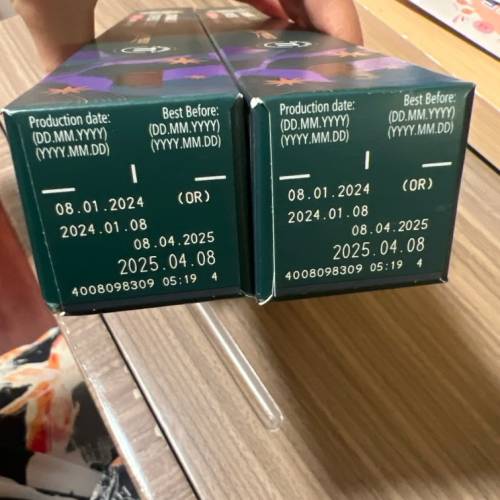 Production date:
(DD.MM.YYYY)
(YYYY.MM.DD)
Best Before:
(DD.MM.YYYY)
(YYYY.MM.DD)
08.01.2024 (OR)
2024.01.08
08.04.2025
2025.04.08
4008098309 05:19 4
Production date:
(DD.MM.YYYY)
(YYYY.MM.DD)
Best Before:
(DD.MM.YYYY)
(YYYY.MM.DD)
08.01.2024 (OR)
2024.01.08
08.04.2025
2025.04.08
4008098309 05:19 4